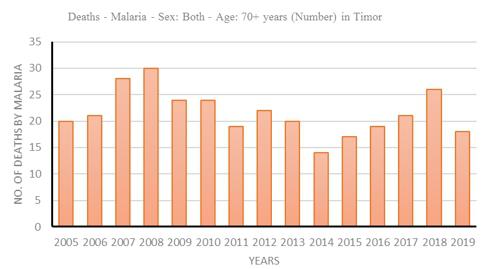 Deaths - Malaria - Sex: Both - Age: 70+ years (Number) in Timor
NO. OF DEATHS BY MALARIA
35
30
25
20
15
10
5
0
2005 2006 2007 2008 2009 2010 2011 2012 2013 2014 2015 2016 2017 2018 2019
YEARS